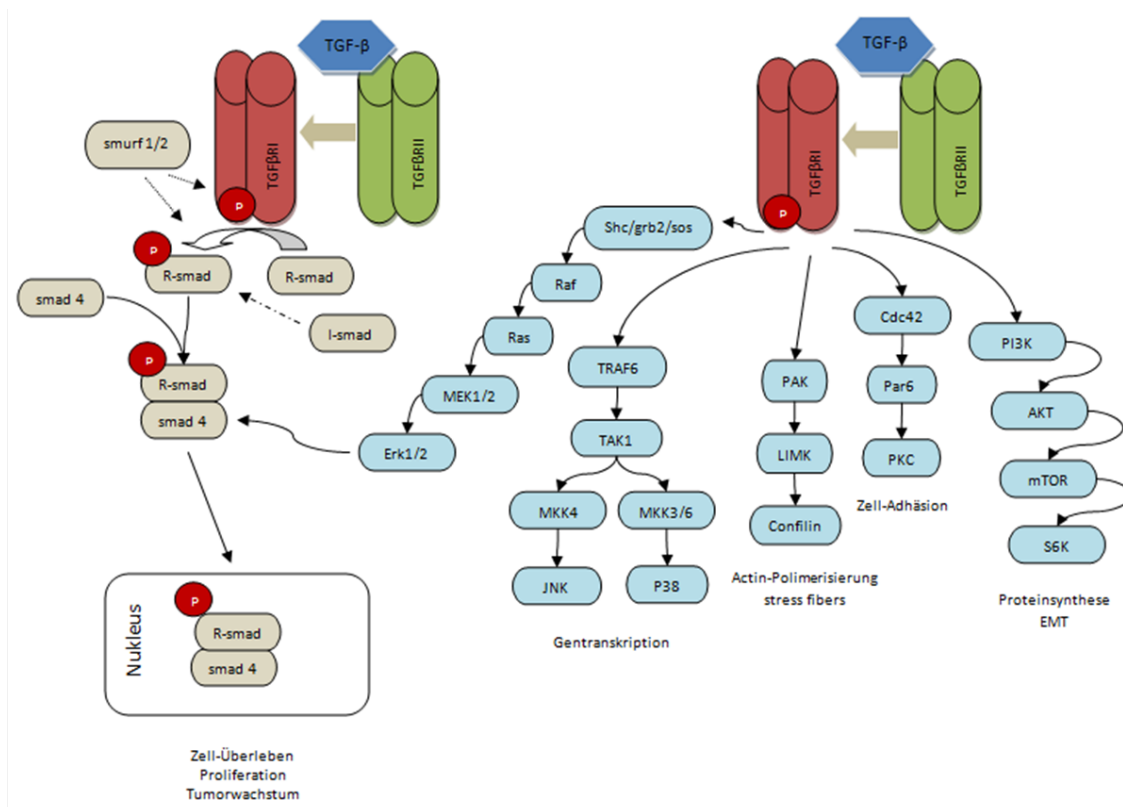 TGF-β
TGFβRI
TGFβRII
smurf 1/2
P
P
R-smad
R-smad
smad 4
I-smad
P
R-smad
smad 4
Nukleus
P
R-smad
smad 4
Zell-Überleben
Proliferation
Tumorwachstum
TGF-β
TGFβRI
TGFβRII
P
Shc/grb2/sos
Raf
Ras
MEK1/2
Erk1/2
TRAF6
TAK1
MKK4
MKK3/6
JNK
P38
Gentranskription
PAK
LIMK
Confilin
Actin-Polimerisierung
stress fibers
Cdc42
Par6
PKC
Zell-Adhäsion
PI3K
AKT
mTOR
S6K
Proteinsynthese
EMT